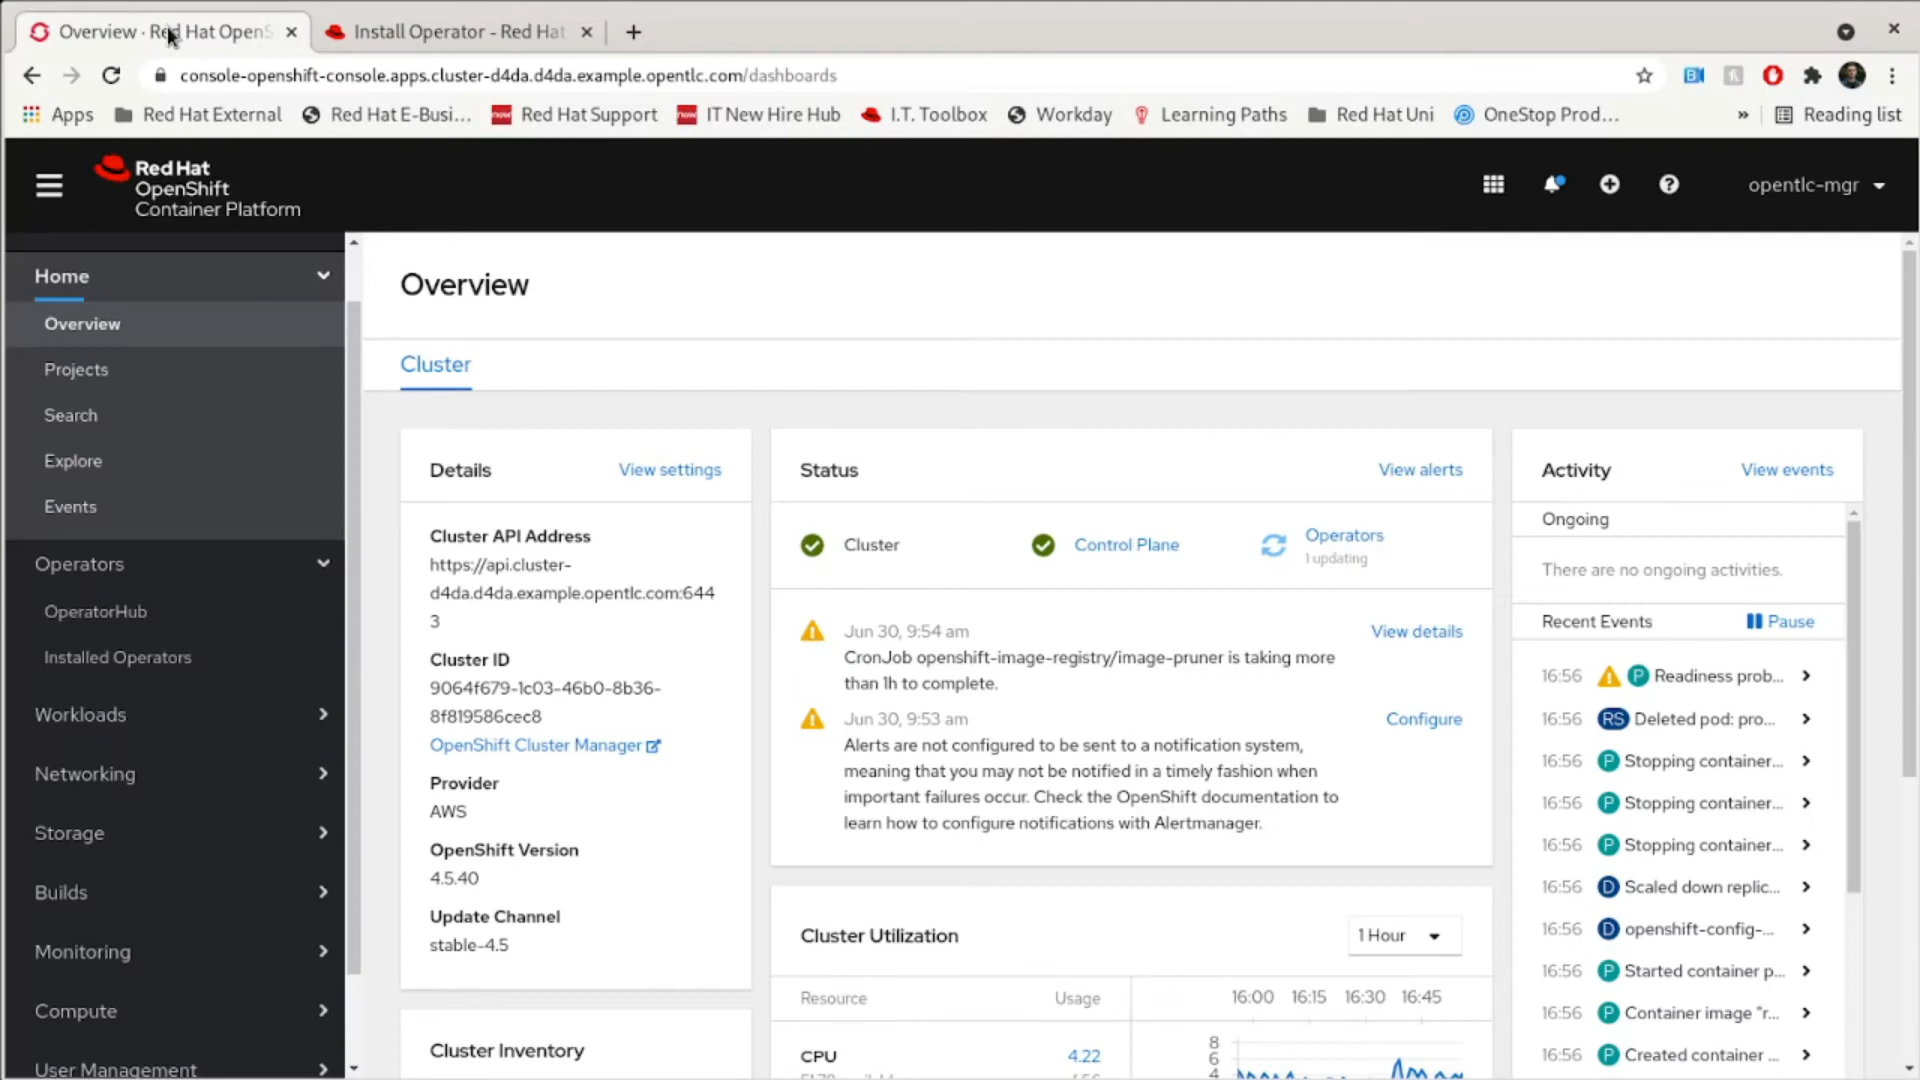 Overview · Red Hat OpenS
Install Operator - Red Hat
console-openshift-console.apps.cluster-d4da.d4da.example.opentlc.com/dashboards
Apps
Red Hat External
Red Hat E-Busi...
Red Hat Support
IT New Hire Hub
I.T. Toolbox
Workday
Learning Paths
Red Hat Uni
OneStop Prod...
»
Reading list
Red Hat
OpenShift
Container Platform
opentlc-mgr
Home
Overview
Projects
Search
Explore
Events
Operators
OperatorHub
Installed Operators
Workloads
Networking
Storage
Builds
Monitoring
Compute
User Management
Overview
Cluster
Details
View settings
Cluster API Address
https://api.cluster-
d4da.d4da.example.opentlc.com:644
3
Cluster ID
9064f679-1c03-46b0-8b36-
8f819586cec8
OpenShift Cluster Manager
Provider
AWS
OpenShift Version
4.5.40
Update Channel
stable-4.5
Cluster Inventory
Status
View alerts
Cluster
Control Plane
Operators
1 updating
Jun 30, 9:54 am
View details
CronJob openshift-image-registry/image-pruner is taking more
than 1h to complete.
Jun 30, 9:53 am
Configure
Alerts are not configured to be sent to a notification system,
meaning that you may not be notified in a timely fashion when
important failures occur. Check the OpenShift documentation to
learn how to configure notifications with Alertmanager.
Cluster Utilization
1 Hour
Resource
Usage
16:00 16:15 16:30 16:45
CPU
4.22
8
6
4
Activity
View events
Ongoing
There are no ongoing activities.
Recent Events
Pause
16:56 P Readiness prob...
16:56 RS Deleted pod: pro...
16:56 P Stopping container...
16:56 P Stopping container...
16:56 P Stopping container...
16:56 D Scaled down replic...
16:56 D openshift-config-...
16:56 P Started container p...
16:56 P Container image "r...
16:56 P Created container ...